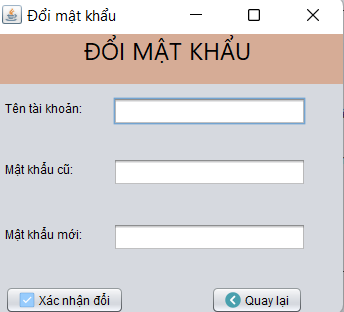 Đổi mật khẩu
ĐỔI MẬT KHẨU
Tên tài khoản:
Mật khẩu cũ:
Mật khẩu mới:
Xác nhận đổi
Quay lại